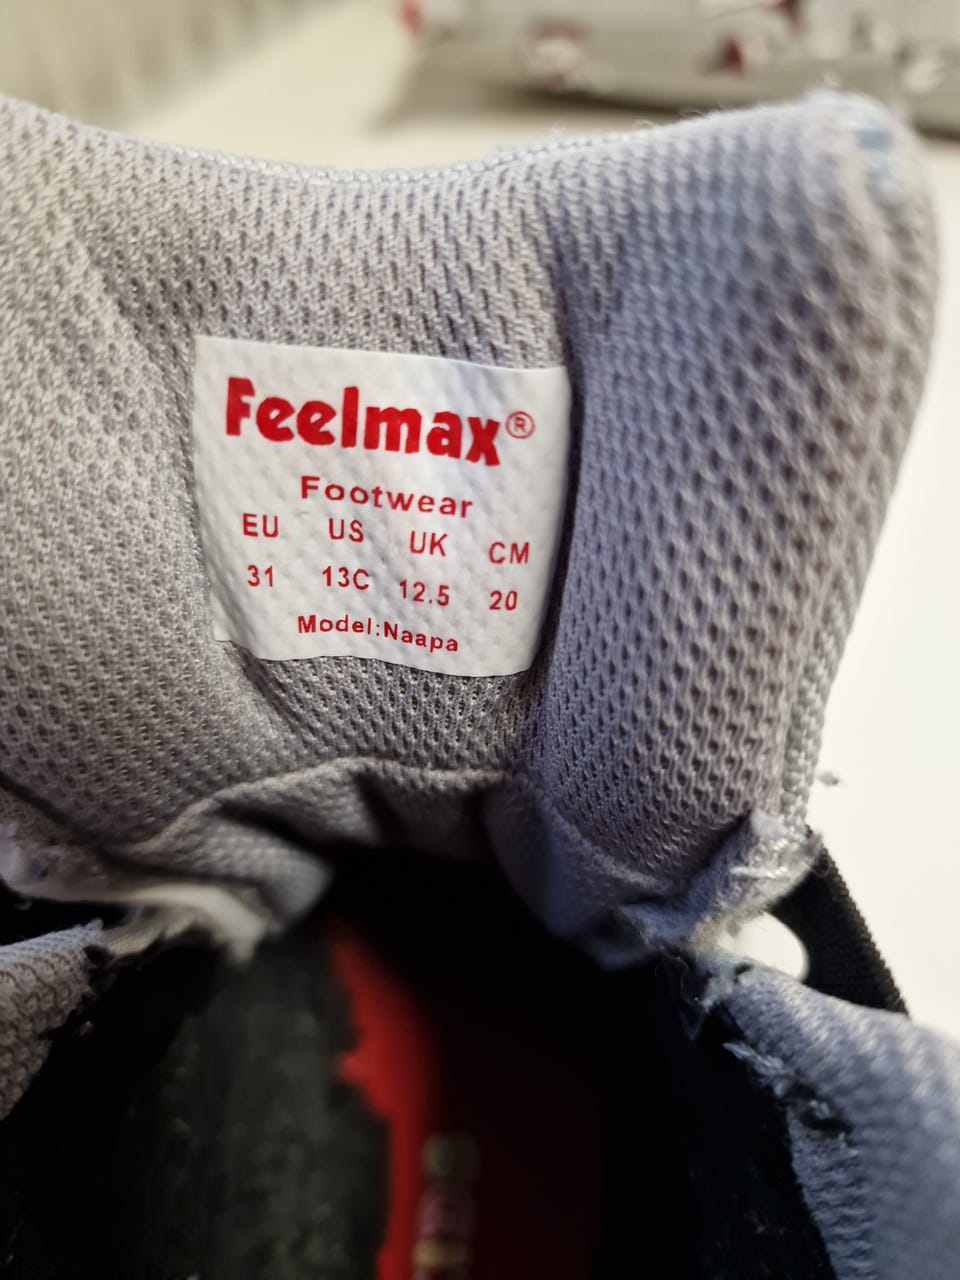 Feelmax®
Footwear
EU US UK CM
31 13C 12.5 20
Model:Naapa